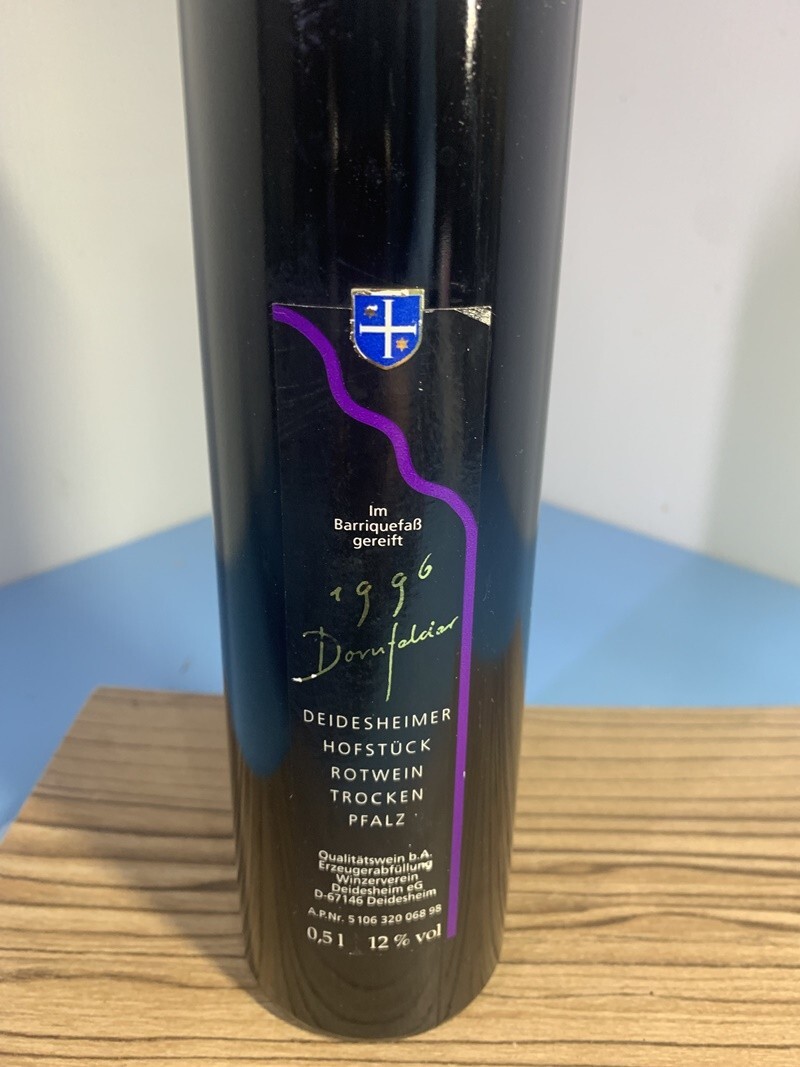 Im
Barriquefaß
gereift
1996
Dornfelder
DEIDESHEIMER
HOFSTÜCK
ROTWEIN
TROCKEN
PFALZ
Qualitätswein b.A.
Erzeugerabfüllung
Winzerverein
Deidesheim eG
D-67146 Deidesheim
A.P.Nr. 5 106 320 068 98
0,5 l 12 % vol